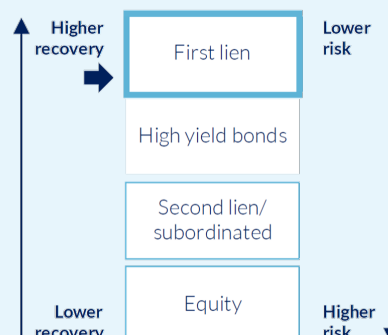 Higher
recovery
First lien
Lower
risk
High yield bonds
Second lien/
subordinated
Lower
recovery
Equity
Higher
risk